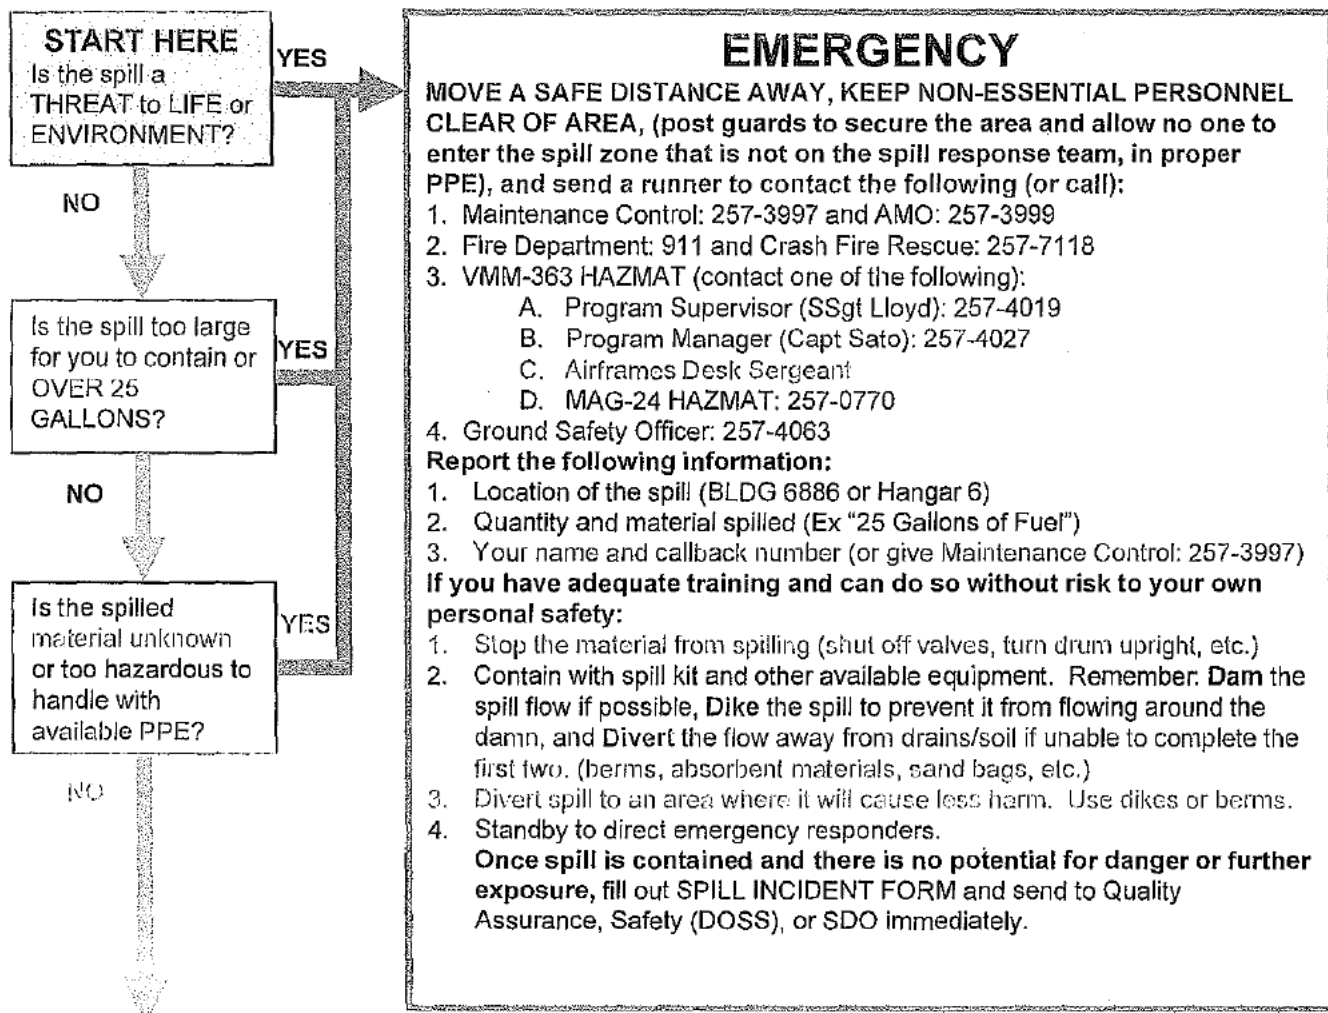 START HERE
Is the spill a
THREAT to LIFE or
ENVIRONMENT?
YES
NO
Is the spill too large
for you to contain or
OVER 25
GALLONS?
YES
NO
Is the spilled
material unknown
or too hazardous to
handle with
available PPE?
YES
NO
EMERGENCY
MOVE A SAFE DISTANCE AWAY, KEEP NON-ESSENTIAL PERSONNEL
CLEAR OF AREA, (post guards to secure the area and allow no one to
enter the spill zone that is not on the spill response team, in proper
PPE), and send a runner to contact the following (or call):
1. Maintenance Control: 257-3997 and AMO: 257-3999
2. Fire Department: 911 and Crash Fire Rescue: 257-7118
3. VMM-363 HAZMAT (contact one of the following):
A. Program Supervisor (SSgt Lloyd): 257-4019
B. Program Manager (Capt Sato): 257-4027
C. Airframes Desk Sergeant
D. MAG-24 HAZMAT: 257-0770
4. Ground Safety Officer: 257-4063
Report the following information:
1. Location of the spill (BLDG 6886 or Hangar 6)
2. Quantity and material spilled (Ex "25 Gallons of Fuel")
3. Your name and callback number (or give Maintenance Control: 257-3997)
If you have adequate training and can do so without risk to your own
personal safety:
1. Stop the material from spilling (shut off valves, turn drum upright, etc.)
2. Contain with spill kit and other available equipment. Remember: Dam the
spill flow if possible, Dike the spill to prevent it from flowing around the
damn, and Divert the flow away from drains/soil if unable to complete the
first two. (berms, absorbent materials, sand bags, etc.)
3. Divert spill to an area where it will cause less harm. Use dikes or berms.
4. Standby to direct emergency responders.
Once spill is contained and there is no potential for danger or further
exposure, fill out SPILL INCIDENT FORM and send to Quality
Assurance, Safety (DOSS), or SDO immediately.